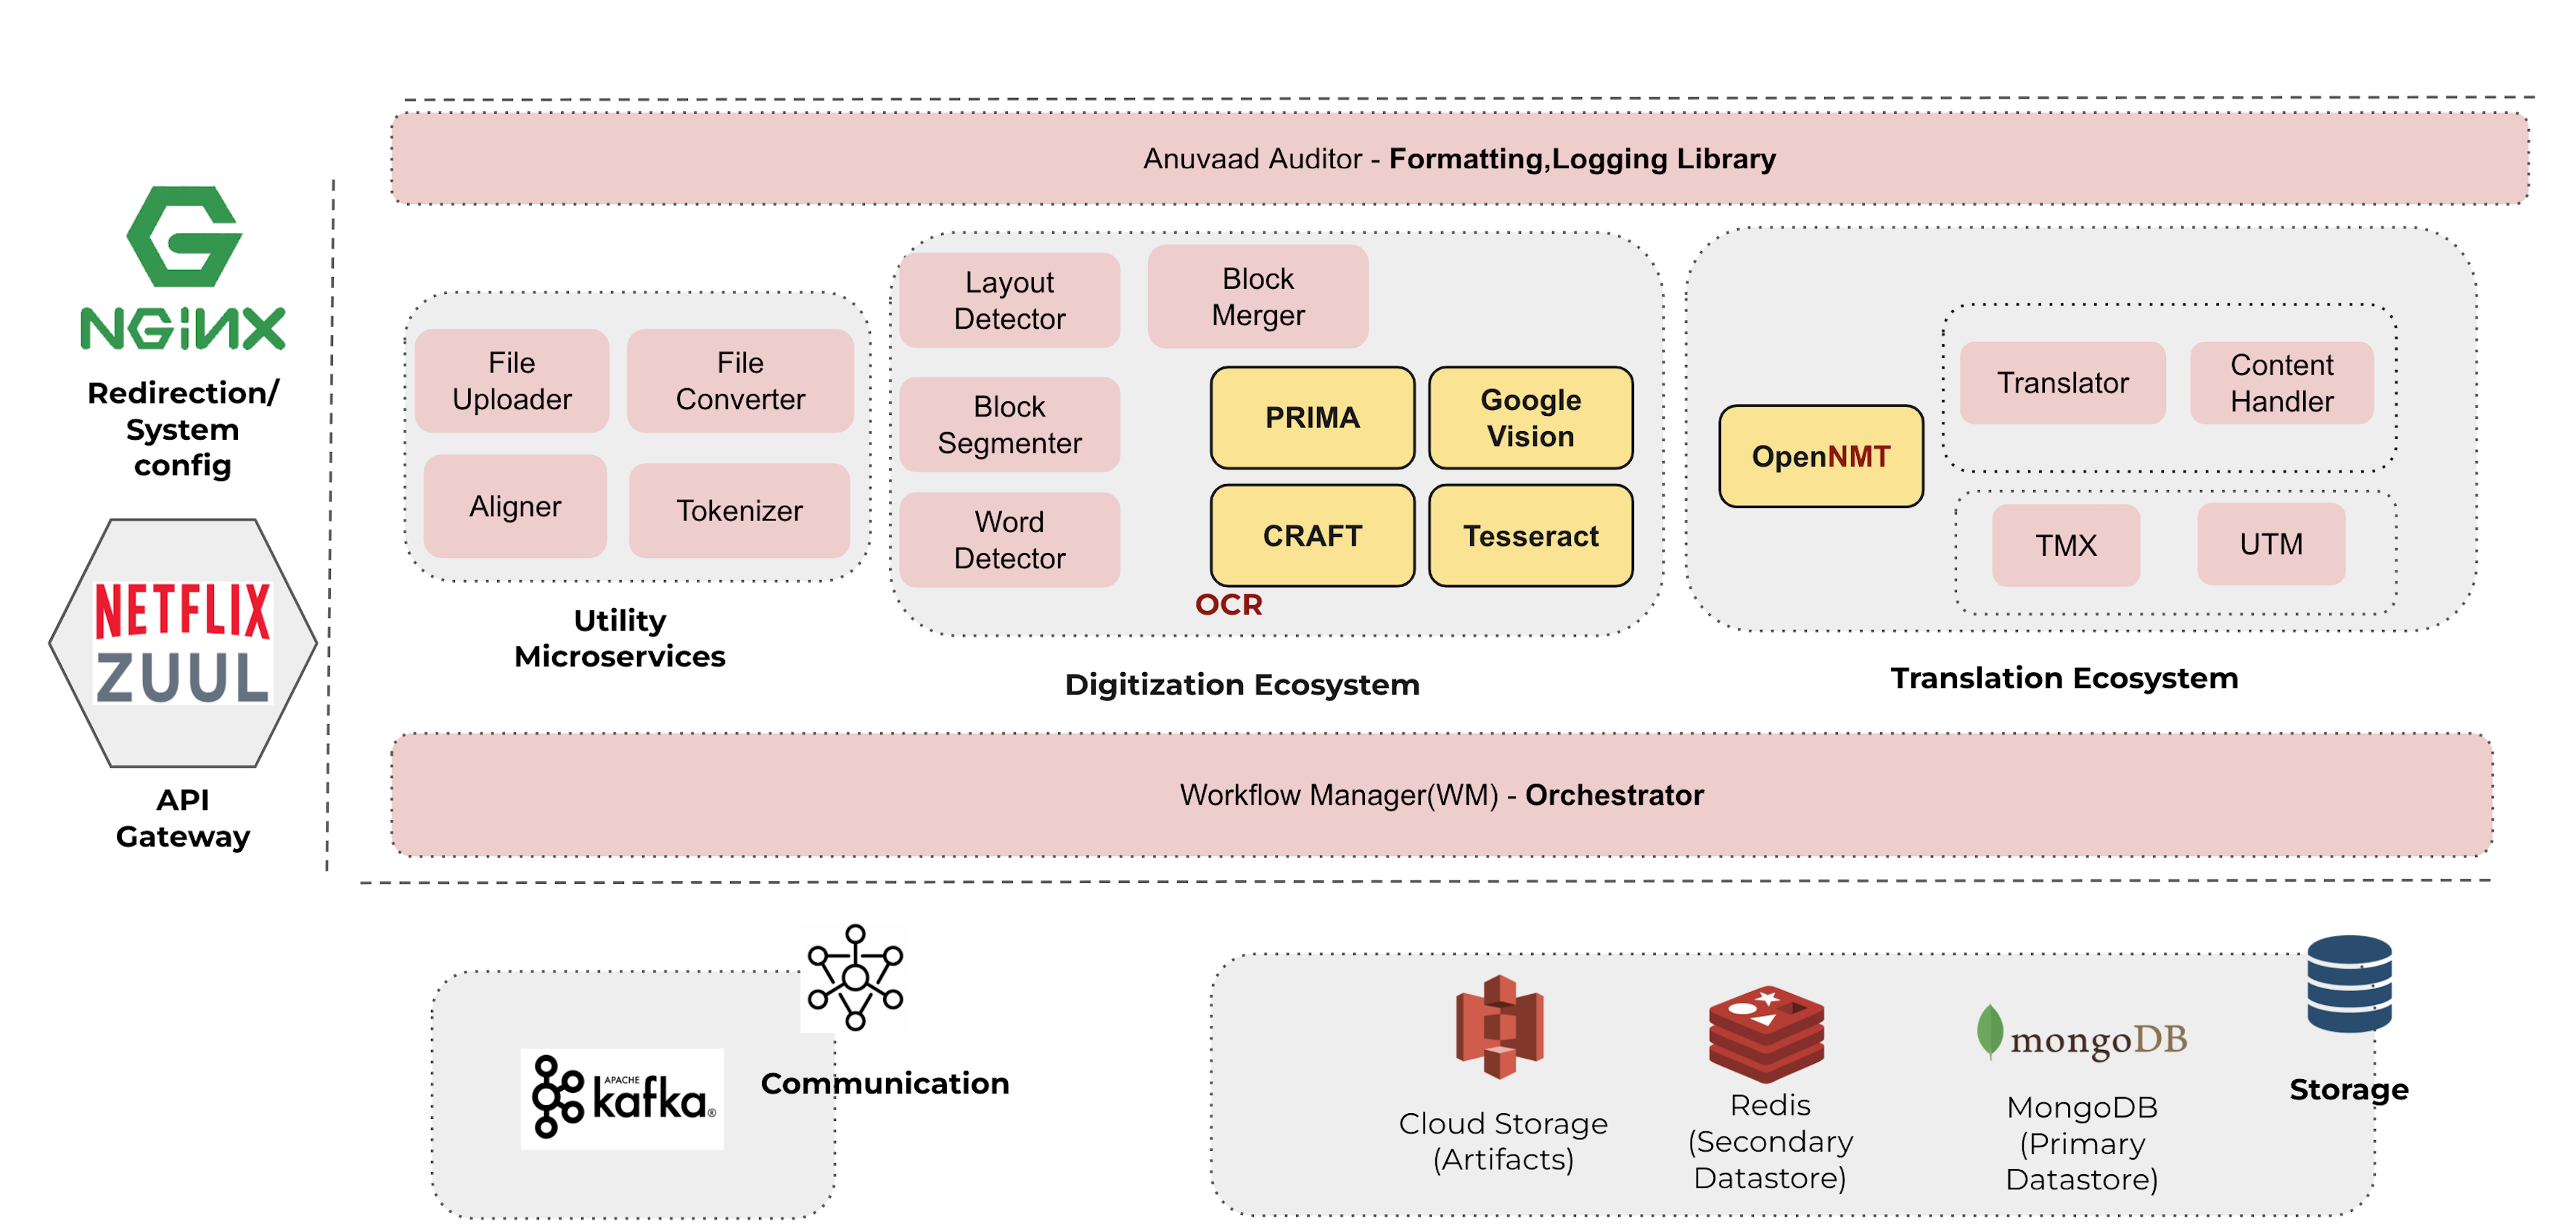 Anuvaad Auditor - Formatting,Logging Library
NGiNX
Redirection/
System
config
NETFLIX
ZUUL
API
Gateway
File
Uploader
File
Converter
Aligner
Tokenizer
Utility
Microservices
Layout
Detector
Block
Merger
Block
Segmenter
Word
Detector
PRIMA
Google
Vision
CRAFT
Tesseract
OCR
Digitization Ecosystem
OpenNMT
Translator
Content
Handler
TMX
UTM
Translation Ecosystem
Workflow Manager(WM) - Orchestrator
APACHE
kafka®
Communication
Cloud Storage
(Artifacts)
Redis
(Secondary
Datastore)
mongoDB
MongoDB
(Primary
Datastore)
Storage